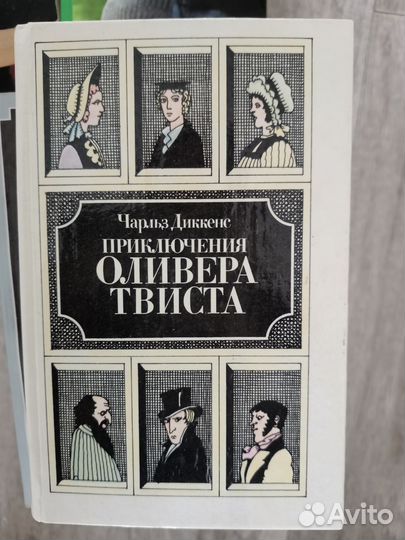 Чарльз Диккенс
ПРИКЛЮЧЕНИЯ
ОЛИВЕРА
ТВИСТА
Avito